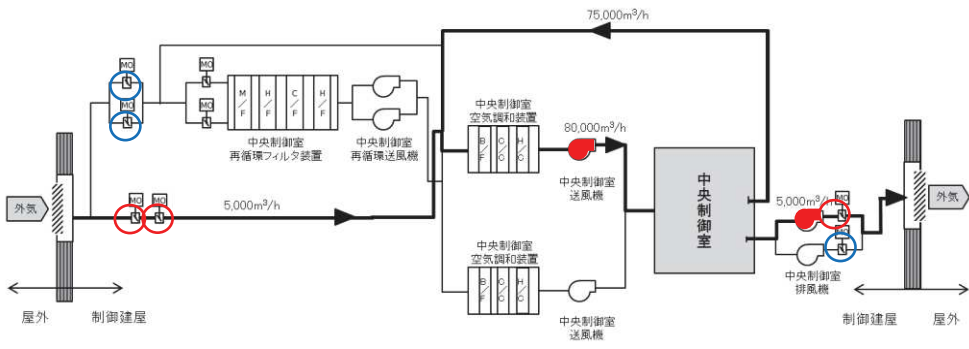 75,000m³/h
MO
MO
MO
MO
M/F
H/F
C/F
H/F
中央制御室
再循環フィルタ装置
中央制御室
再循環送風機
中央制御室
空気調和装置
B/F
C/C
H/C
80,000m³/h
中央制御室
送風機
外気
MO
MO
5,000m³/h
中央制御室
5,000m³/h
MO
MO
中央制御室
排風機
外気
中央制御室
空気調和装置
B/F
C/C
H/C
中央制御室
送風機
屋外
制御建屋
制御建屋
屋外